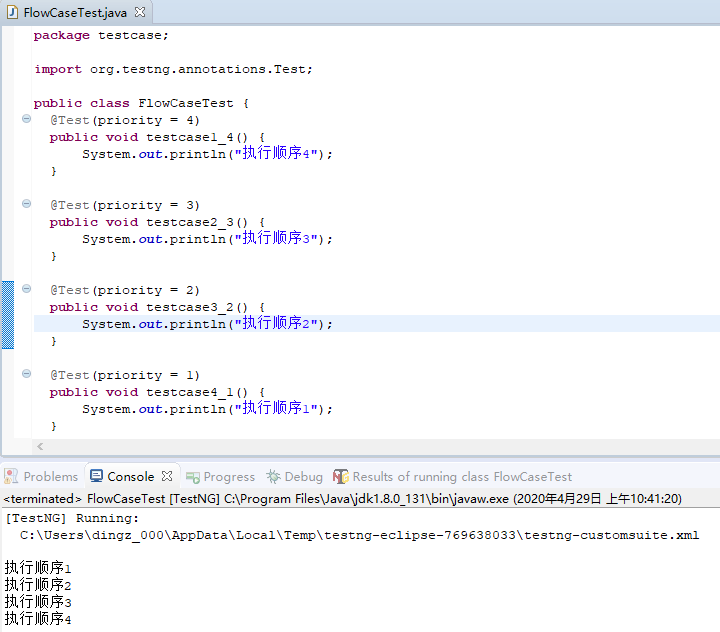 FlowCaseTest.java
package testcase;
import org.testng.annotations.Test;
public class FlowCaseTest {
@Test(priority = 4)
public void testcase1_4() {
System.out.println("执行顺序4");
}
@Test(priority = 3)
public void testcase2_3() {
System.out.println("执行顺序3");
}
@Test(priority = 2)
public void testcase3_2() {
System.out.println("执行顺序2");
}
@Test(priority = 1)
public void testcase4_1() {
System.out.println("执行顺序1");
}
Problems Console Progress Debug Results of running class FlowCaseTest
<terminated> FlowCaseTest [TestNG] C:\Program Files\Java\jdk1.8.0_131\bin\javaw.exe (2020年4月29日 上午10:41:20)
[TestNG] Running:
C:\Users\dingz_000\AppData\Local\Temp\testng-eclipse-769638033\testng-customsuite.xml
执行顺序1
执行顺序2
执行顺序3
执行顺序4